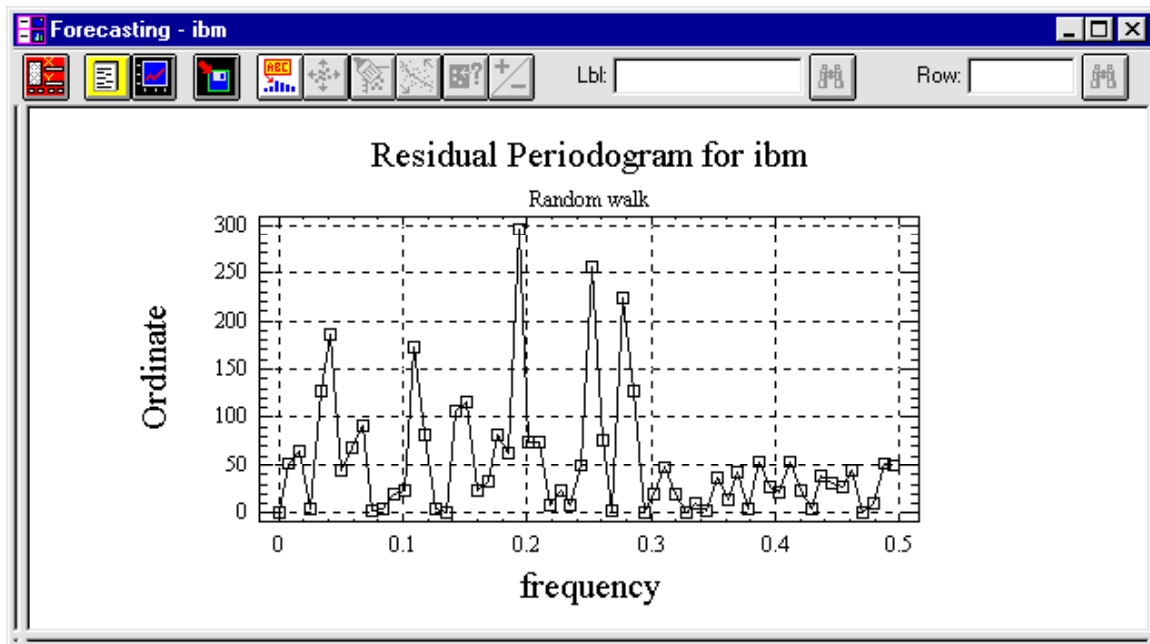 Forecasting - ibm
ABC Lbl: Row:
Residual Periodogram for ibm
Random walk
300
250
200
150
100
50
0
Ordinate
0 0.1 0.2 0.3 0.4 0.5
frequency